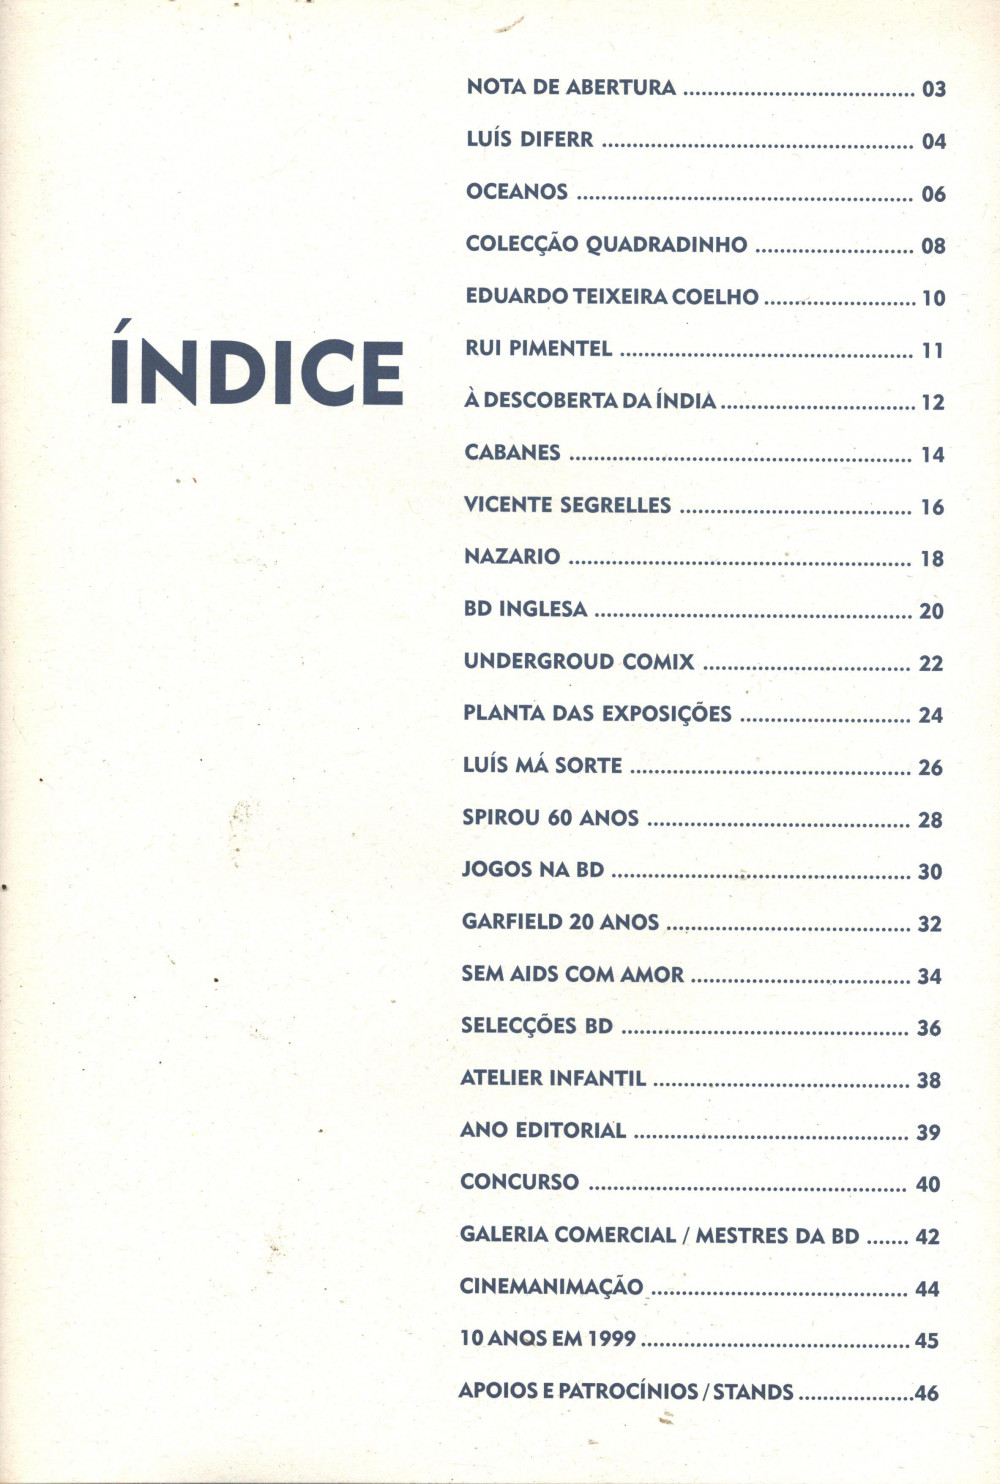 ÍNDICE
NOTA DE ABERTURA ...................................... 03
LUÍS DIFERR ................................................... 04
OCEANOS ....................................................... 06
COLECÇÃO QUADRADINHO .......................... 08
EDUARDO TEIXEIRA COELHO ......................... 10
RUI PIMENTEL ................................................ 11
À DESCOBERTA DA ÍNDIA ................................ 12
CABANES ........................................................ 14
VICENTE SEGRELLES ...................................... 16
NAZARIO ........................................................ 18
BD INGLESA .................................................... 20
UNDERGROUD COMIX .................................. 22
PLANTA DAS EXPOSIÇÕES ............................ 24
LUÍS MÁ SORTE .............................................. 26
SPIROU 60 ANOS ........................................... 28
JOGOS NA BD ................................................. 30
GARFIELD 20 ANOS ........................................ 32
SEM AIDS COM AMOR .................................... 34
SELECÇÕES BD ............................................... 36
ATELIER INFANTIL .......................................... 38
ANO EDITORIAL ............................................. 39
CONCURSO .................................................... 40
GALERIA COMERCIAL / MESTRES DA BD ....... 42
CINEMANIMAÇÃO .......................................... 44
10 ANOS EM 1999 ............................................ 45
APOIOS E PATROCÍNIOS / STANDS ...................46